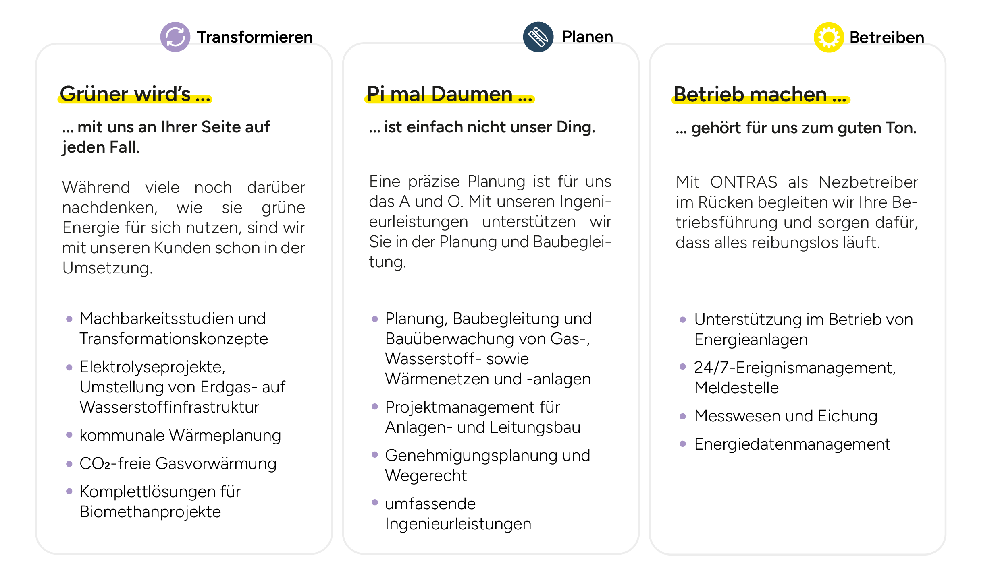 Transformieren
Grüner wird’s ...
... mit uns an Ihrer Seite auf
jeden Fall.
Während viele noch darüber
nachdenken, wie sie grüne
Energie für sich nutzen, sind wir
mit unseren Kunden schon in der
Umsetzung.
Machbarkeitsstudien und
Transformationskonzepte
Elektrolyseprojekte,
Umstellung von Erdgas- auf
Wasserstoffinfrastruktur
kommunale Wärmeplanung
CO₂-freie Gasvorwärmung
Komplettlösungen für
Biomethanprojekte
Planen
Pi mal Daumen ...
... ist einfach nicht unser Ding.
Eine präzise Planung ist für uns
das A und O. Mit unseren Ingeni-
eurleistungen unterstützen wir
Sie in der Planung und Baubeglei-
tung.
Planung, Baubegleitung und
Bauüberwachung von Gas-,
Wasserstoff- sowie
Wärmenetzen und -anlagen
Projektmanagement für
Anlagen- und Leitungsbau
Genehmigungsplanung und
Wegerecht
umfassende
Ingenieurleistungen
Betreiben
Betrieb machen ...
... gehört für uns zum guten Ton.
Mit ONTRAS als Nezbetreiber
im Rücken begleiten wir Ihre Be-
triebsführung und sorgen dafür,
dass alles reibungslos läuft.
Unterstützung im Betrieb von
Energieanlagen
24/7-Ereignismanagement,
Meldestelle
Messwesen und Eichung
Energiedatenmanagement